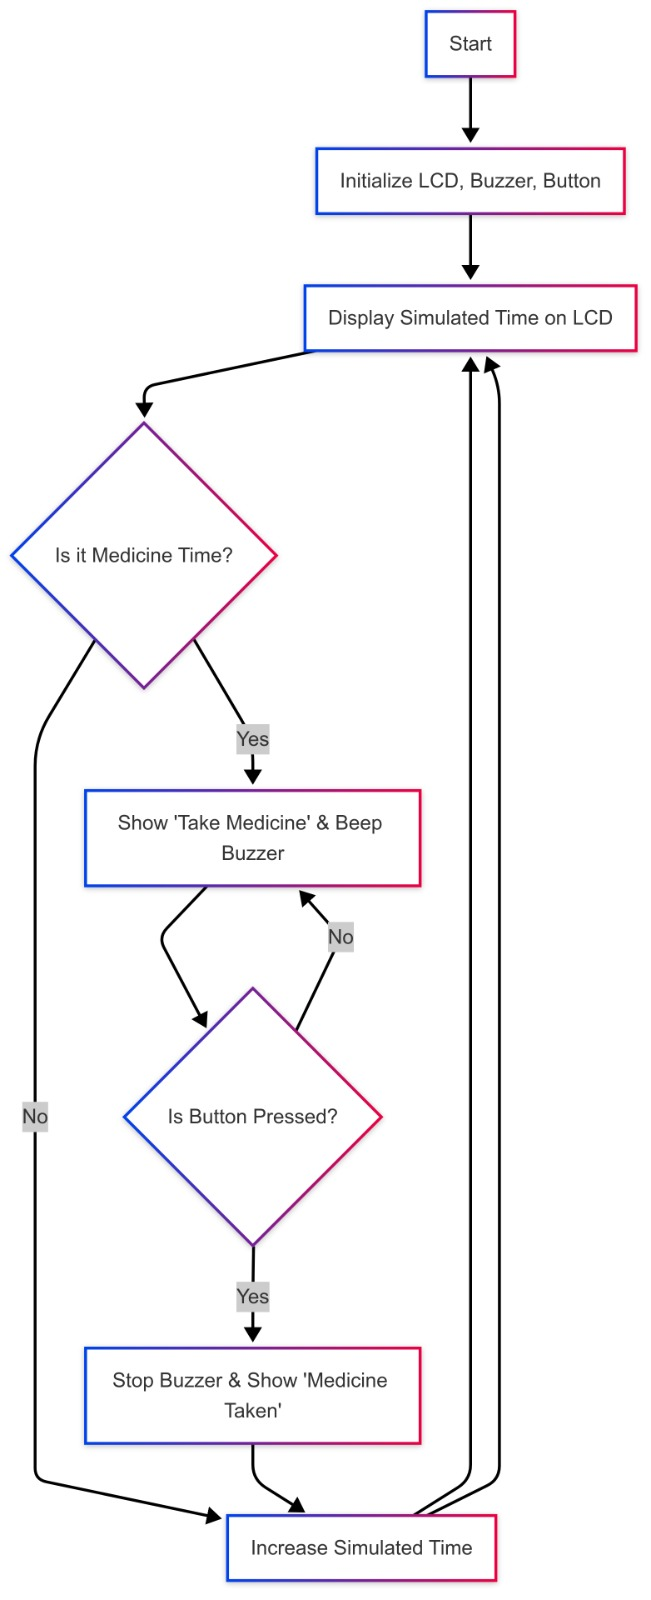 Start
Initialize LCD, Buzzer, Button
Display Simulated Time on LCD
Is it Medicine Time?
Yes
Show 'Take Medicine' & Beep
Buzzer
No
No
Is Button Pressed?
Yes
Stop Buzzer & Show 'Medicine
Taken'
Increase Simulated Time